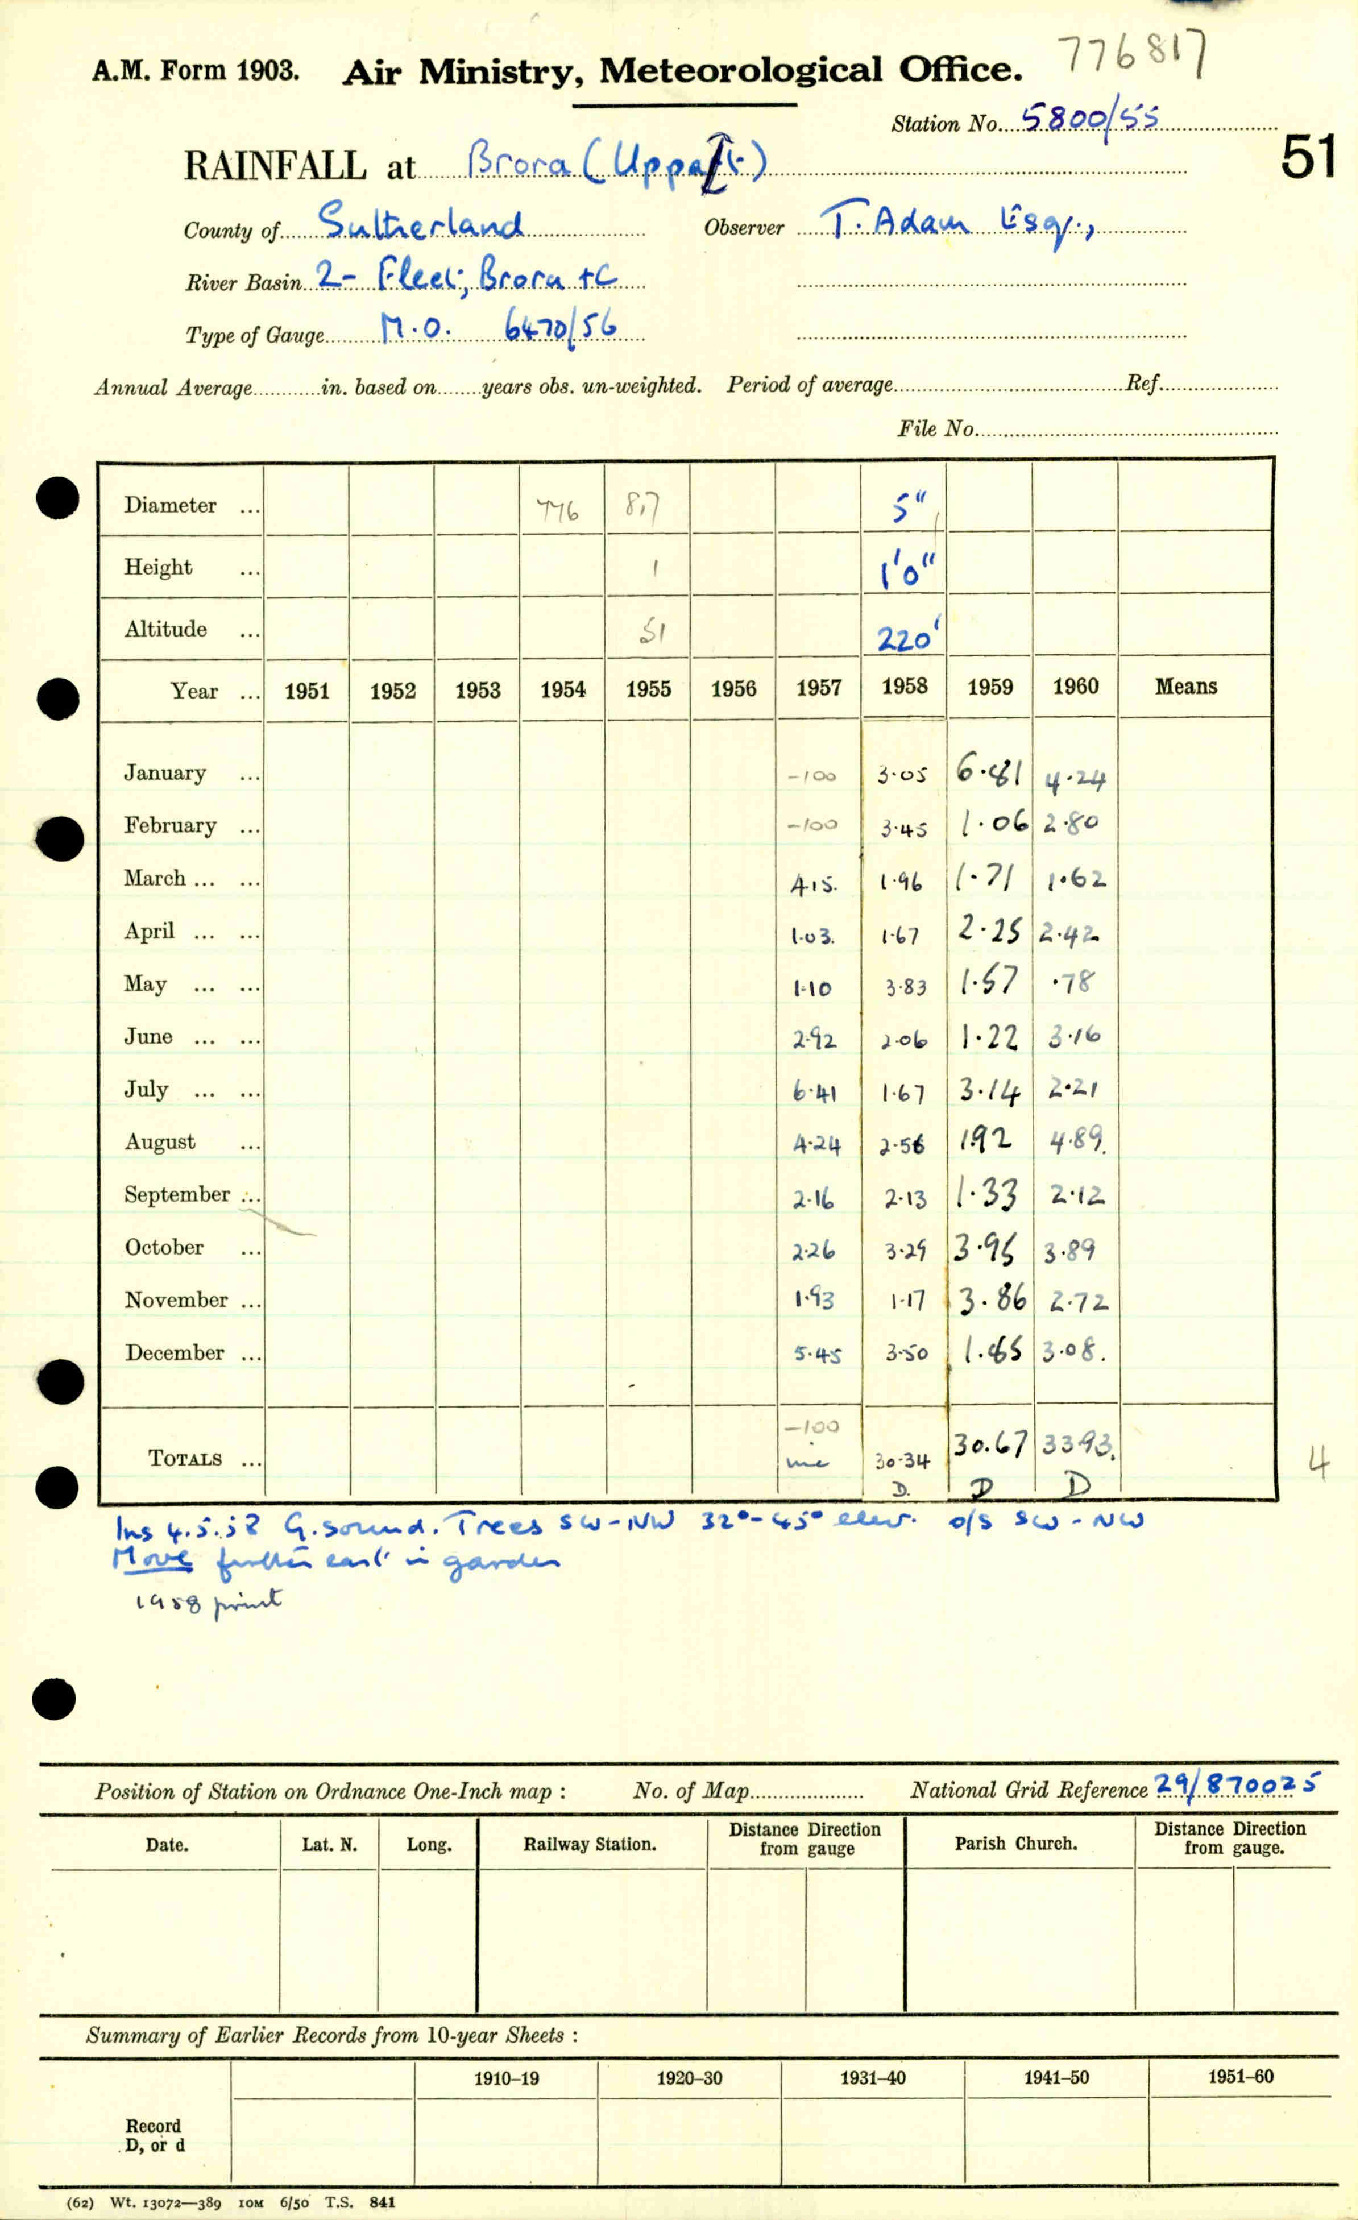 776817
A.M. Form 1903. Air Ministry, Meteorological Office.
Station No. 5800/55
51
RAINFALL at Brora (Uppat)
County of Sutherland Observer T. Adam Esq.,
River Basin 2- Fleet, Brora +C
Type of Gauge M.O. 6470/56
Annual Average in. based on years obs. un-weighted. Period of average Ref.
File No.
Diameter ... 776 817 5"
Height ... 1 1'0"
Altitude ... 51 220'
Year ... 1951 1952 1953 1954 1955 1956 1957 1958 1959 1960 Means
January ... -100 3.05 6.81 4.24
February ... -100 3.45 1.06 2.80
March ... ... 4.15. 1.96 1.71 1.62
April ... ... 1.03. 1.67 2.25 2.42
May ... ... 1.10 3.83 1.57 .78
June ... ... 2.92 2.06 1.22 3.16
July ... ... 6.41 1.67 3.14 2.21
August ... 4.24 2.56 1.92 4.89.
September ... 2.16 2.13 1.33 2.12
October ... 2.26 3.29 3.95 3.89
November ... 1.93 1.17 3.86 2.72
December ... 5.45 3.50 1.85 3.08.
-100
TOTALS ... inc 30.34 30.67 33.93.
D. D D
4
Ins 4.5.58 G. sound. Trees SW-NW 32°-45° elev. o/s SW-NW
Move further east in garden
1958 print
Position of Station on Ordnance One-Inch map : No. of Map National Grid Reference 29/870025
Date. Lat. N. Long. Railway Station. Distance Direction from gauge Parish Church. Distance Direction from gauge.
Summary of Earlier Records from 10-year Sheets :
1910–19 1920–30 1931–40 1941–50 1951–60
Record
D, or d
(62) Wt. 13072—389 10M 6/50 T.S. 841